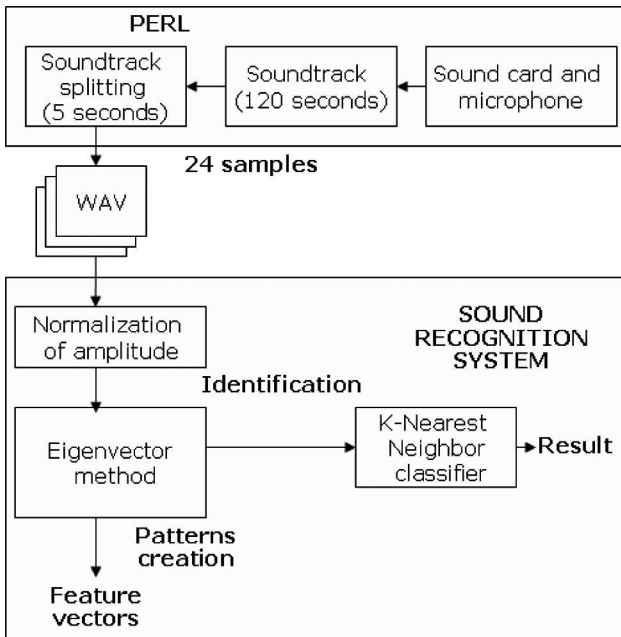 PERL
Soundtrack
splitting
(5 seconds)
Soundtrack
(120 seconds)
Sound card and
microphone
24 samples
WAV
SOUND
RECOGNITION
SYSTEM
Normalization
of amplitude
Identification
Eigenvector
method
K-Nearest
Neighbor
classifier
Result
Patterns
creation
Feature
vectors